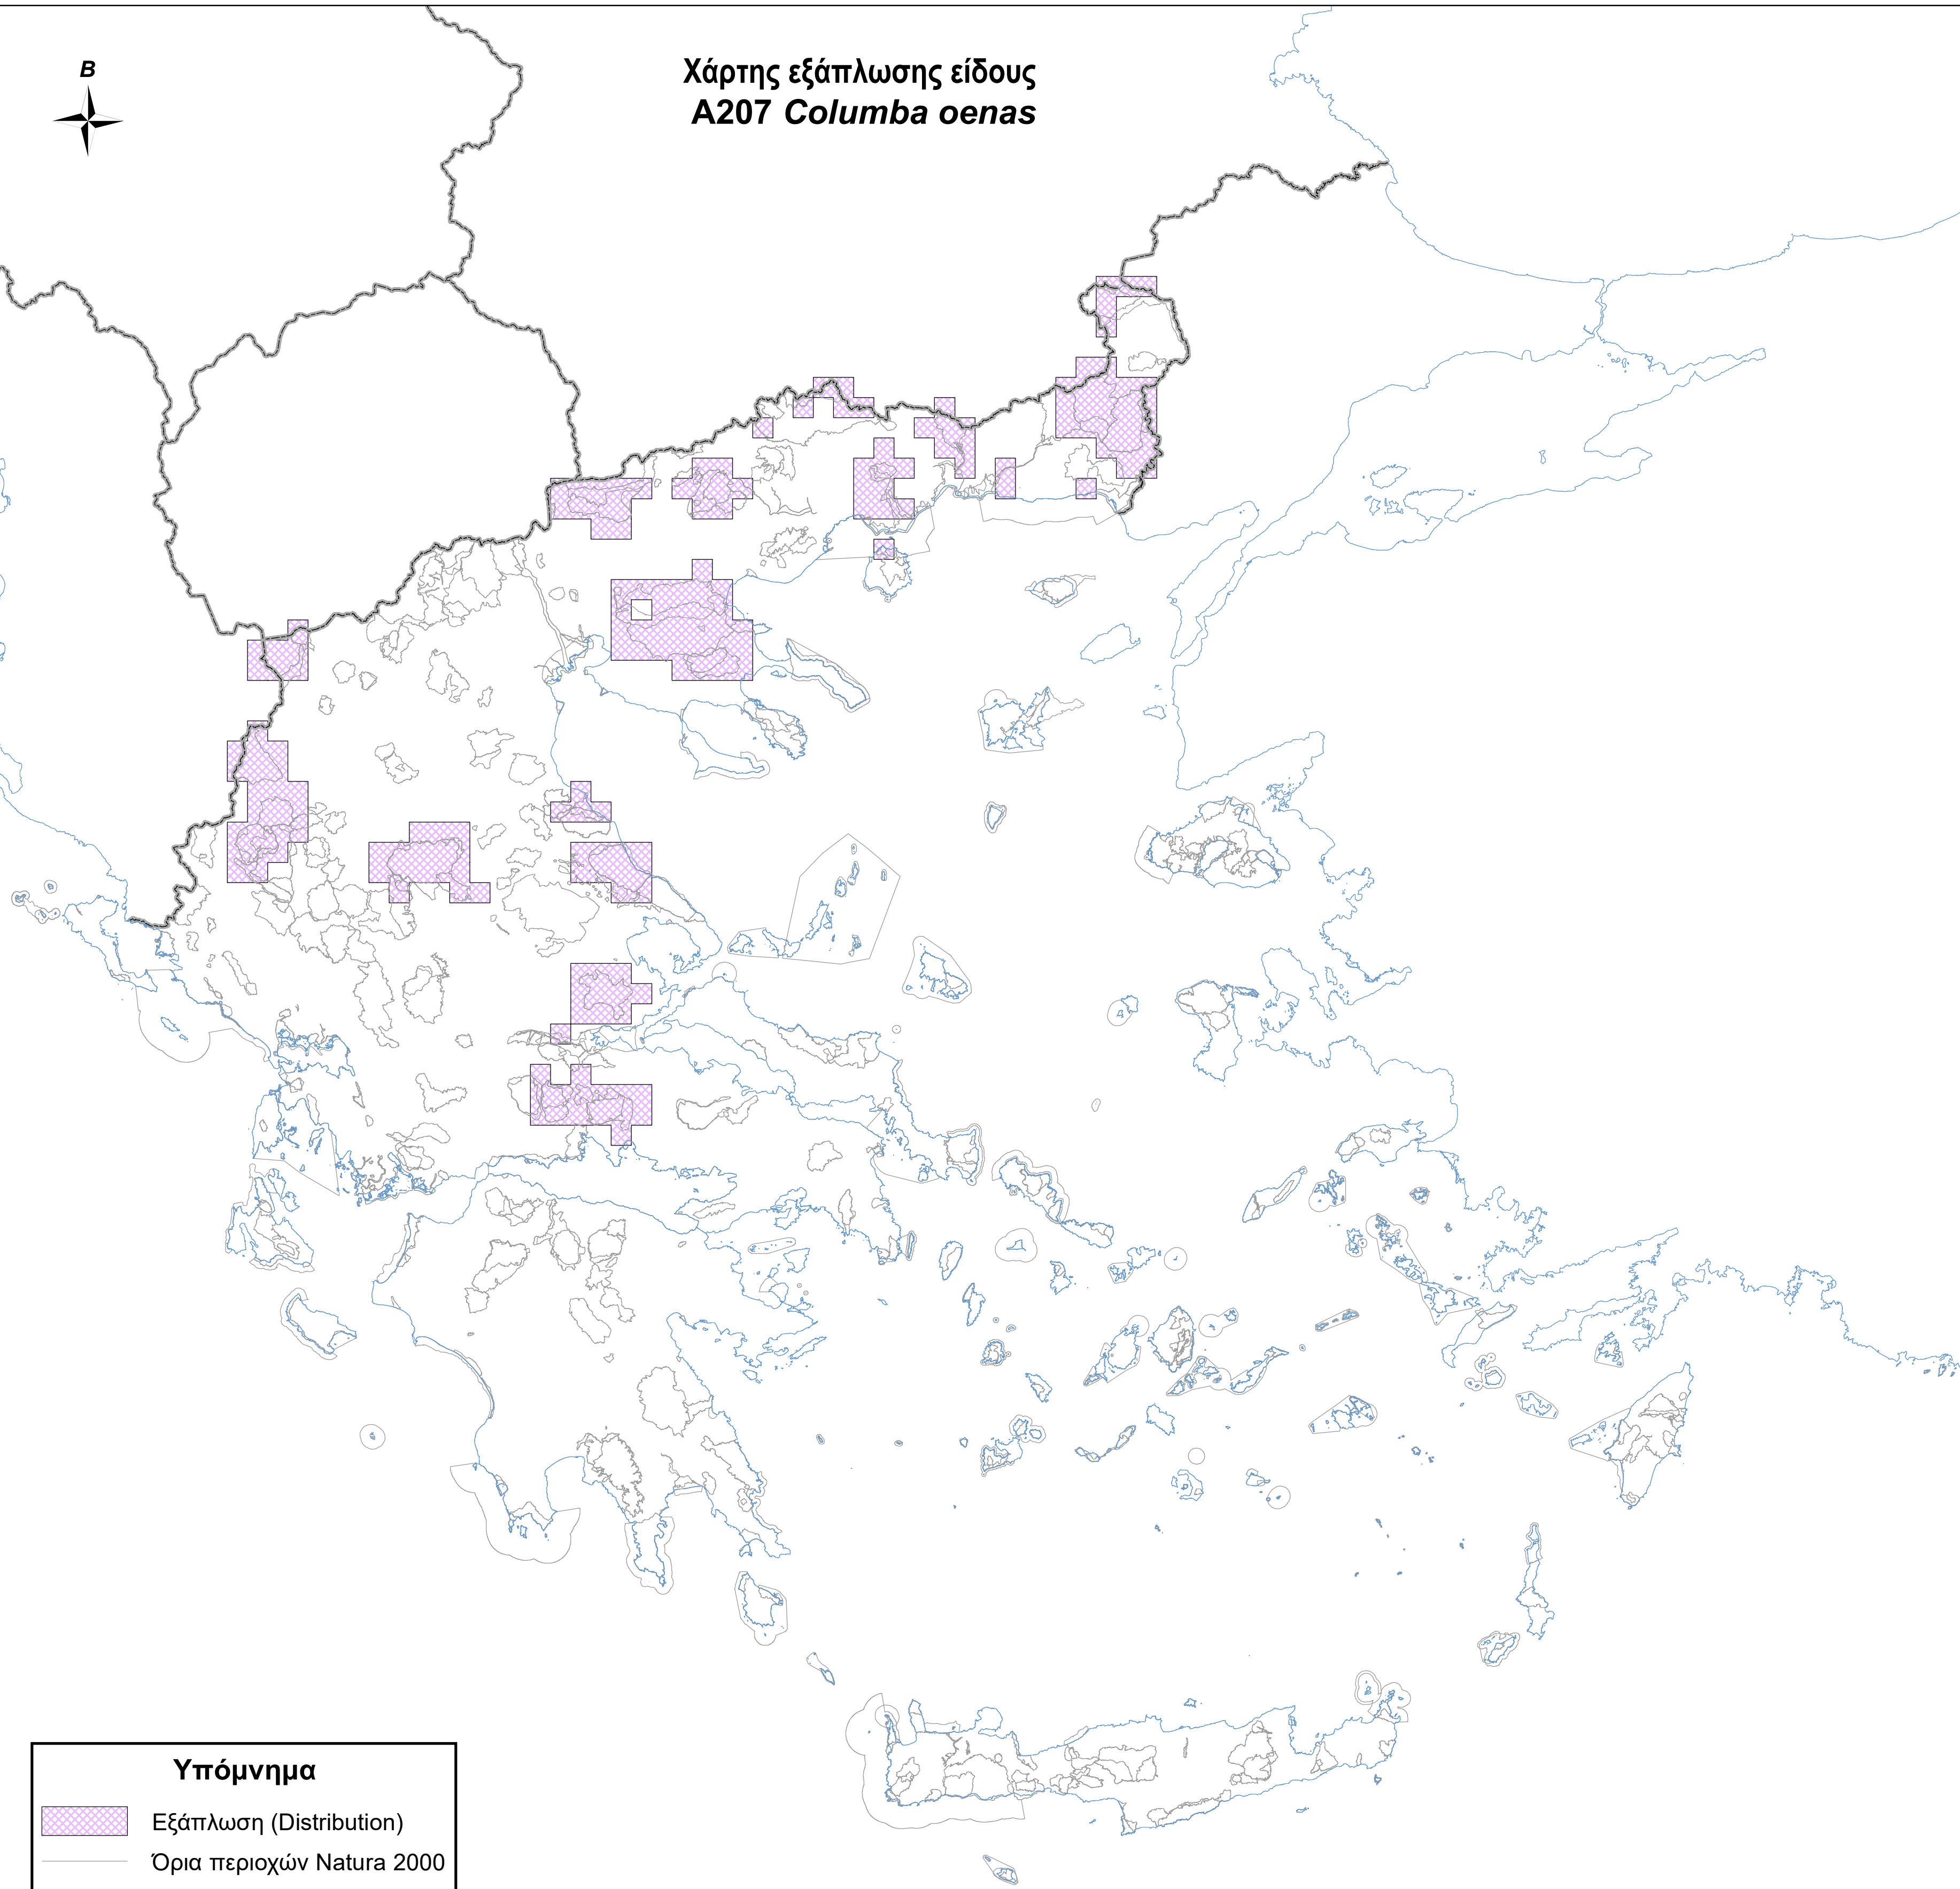 Β
Χάρτης εξάπλωσης είδους
A207 Columba oenas
Υπόμνημα
Εξάπλωση (Distribution)
Όρια περιοχών Natura 2000